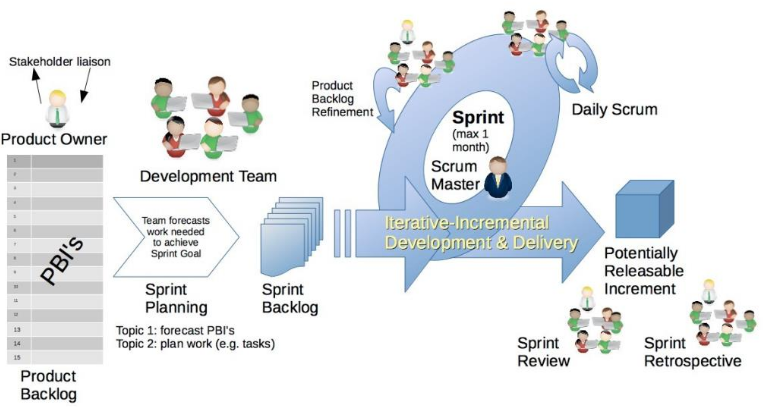 Stakeholder liaison
Product Owner
1
2
3
4
5
6
7
8
9
10
11
12
13
14
15
PBI's
Product
Backlog
Development Team
Team forecasts
work needed
to achieve
Sprint Goal
Sprint
Planning
Topic 1: forecast PBI's
Topic 2: plan work (e.g. tasks)
Sprint
Backlog
Product
Backlog
Refinement
Sprint
(max 1
month)
Scrum
Master
Daily Scrum
Iterative-Incremental
Development & Delivery
Potentially
Releasable
Increment
Sprint
Review
Sprint
Retrospective